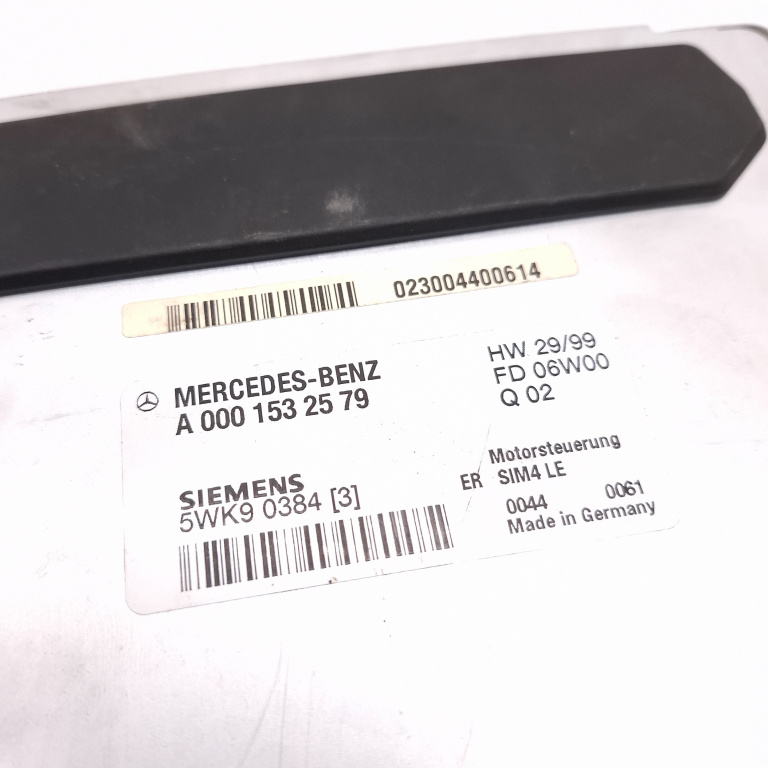 023004400614
MERCEDES-BENZ
A 000 153 25 79
HW 29/99
FD 06W00
Q 02
SIEMENS
5WK9 0384 [3]
Motorsteuerung
ER SIM4 LE
0044 0061
Made in Germany